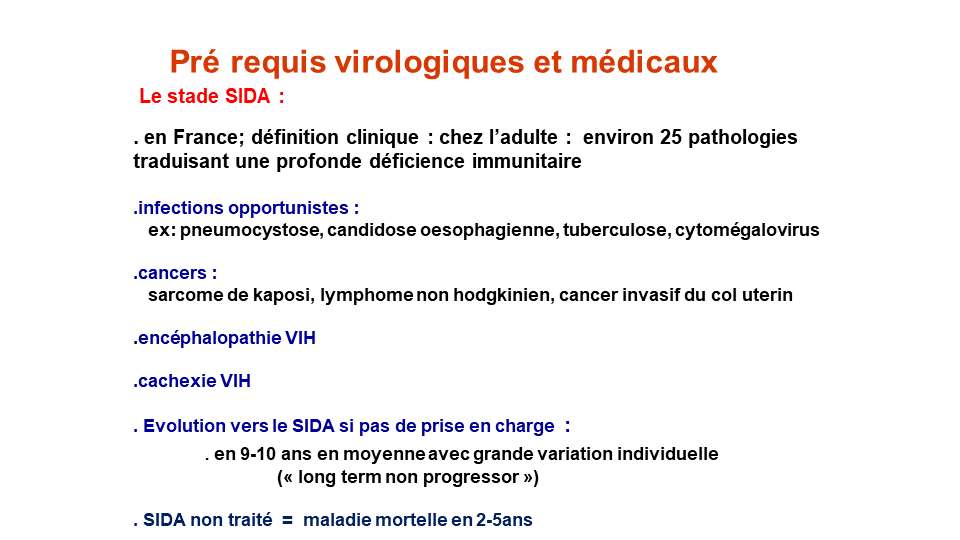 Pré requis virologiques et médicaux
Le stade SIDA :
. en France; définition clinique : chez l’adulte : environ 25 pathologies
traduisant une profonde déficience immunitaire
.infections opportunistes :
ex: pneumocystose, candidose oesophagienne, tuberculose, cytomégalovirus
.cancers :
sarcome de kaposi, lymphome non hodgkinien, cancer invasif du col uterin
.encéphalopathie VIH
.cachexie VIH
. Evolution vers le SIDA si pas de prise en charge :
. en 9-10 ans en moyenne avec grande variation individuelle
(« long term non progressor »)
. SIDA non traité = maladie mortelle en 2-5ans